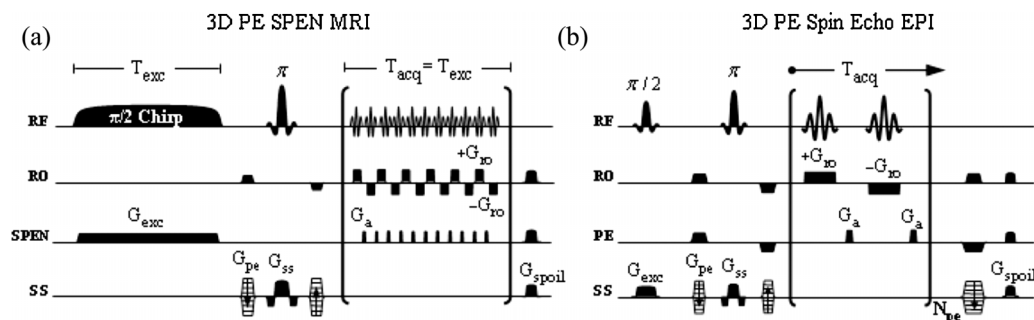 3D PE SPEN MRI
(a)
T_exc
π
T_acq = T_exc
π/2 Chirp
RF
+G_ro
RO
-G_ro
G_exc
G_a
SPEN
G_pe
G_ss
G_spoil
SS
3D PE Spin Echo EPI
(b)
π / 2
π
T_acq
RF
+G_ro
-G_ro
RO
G_a
G_a
PE
G_exc
G_pe
G_ss
G_spoil
SS
N_pe